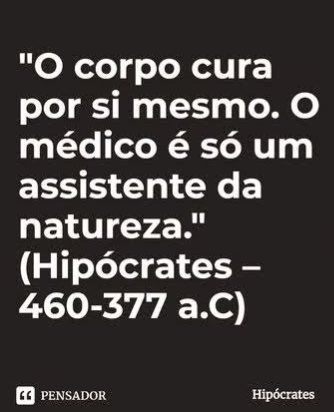 "O corpo cura
por si mesmo. O
médico é só um
assistente da
natureza."
(Hipócrates –
460-377 a.C)
PENSADOR
Hipócrates